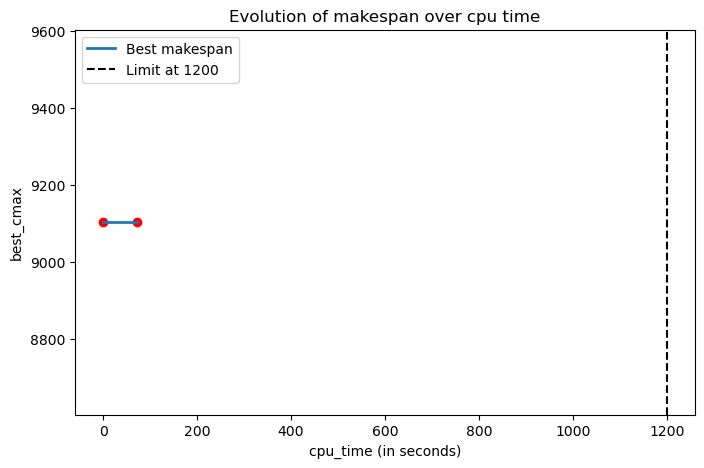 Evolution of makespan over cpu time
Best makespan
Limit at 1200
best_cmax
9600
9400
9200
9000
8800
0 200 400 600 800 1000 1200
cpu_time (in seconds)